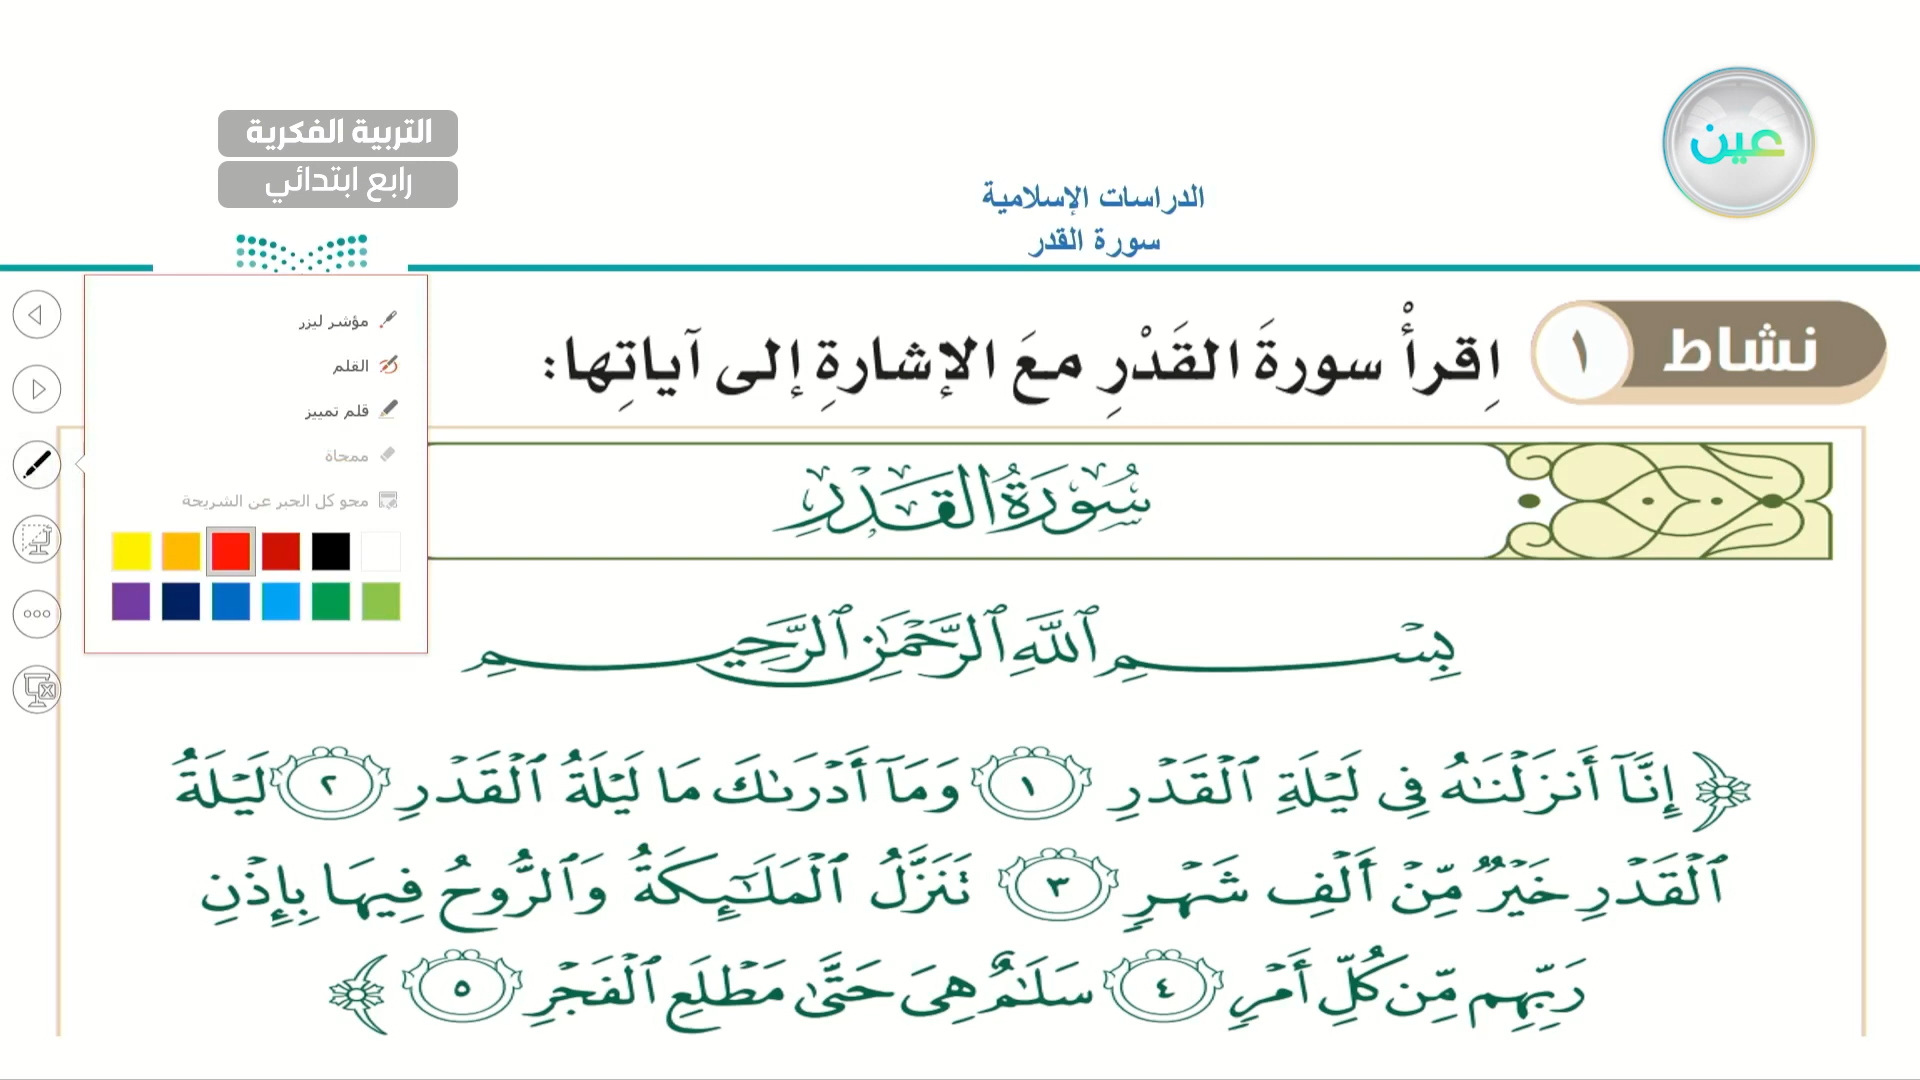 عين
التربية الفكرية
رابع ابتدائي
الدراسات الإسلامية
سورة القدر
نشاط ١ اِقرأْ سورةَ القَدْرِ معَ الإشارةِ إلى آياتِها:
مؤشر ليزر
القلم
قلم تمييز
ممحاة
محو كل الحبر عن الشريحة
سُورَةُ القَدْرِ
بِسْمِ ٱللَّهِ ٱلرَّحْمَٰنِ ٱلرَّحِيمِ
﴿ إِنَّآ أَنزَلْنَٰهُ فِى لَيْلَةِ ٱلْقَدْرِ ١ وَمَآ أَدْرَىٰكَ مَا لَيْلَةُ ٱلْقَدْرِ ٢ لَيْلَةُ
ٱلْقَدْرِ خَيْرٌ مِّنْ أَلْفِ شَهْرٍ ٣ تَنَزَّلُ ٱلْمَلَٰٓئِكَةُ وَٱلرُّوحُ فِيهَا بِإِذْنِ
رَبِّهِم مِّن كُلِّ أَمْرٍ ٤ سَلَٰمٌ هِىَ حَتَّىٰ مَطْلَعِ ٱلْفَجْرِ ٥ ﴾